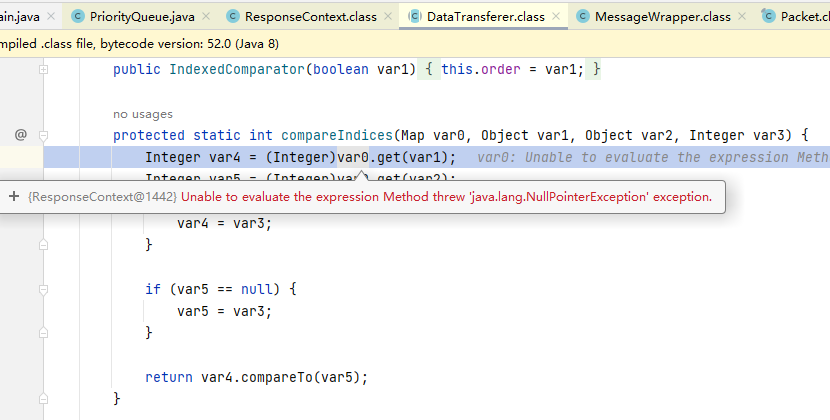 ain.java PriorityQueue.java ResponseContext.class DataTransferer.class MessageWrapper.class Packet.cl
mpiled .class file, bytecode version: 52.0 (Java 8)
public IndexedComparator(boolean var1) { this.order = var1; }
no usages
@ protected static int compareIndices(Map var0, Object var1, Object var2, Integer var3) {
Integer var4 = (Integer)var0.get(var1); var0: Unable to evaluate the expression Meth
Integer var5 = (Integer)var0.get(var2);
+ {ResponseContext@1442} Unable to evaluate the expression Method threw 'java.lang.NullPointerException' exception.
var4 = var3;
}
if (var5 == null) {
var5 = var3;
}
return var4.compareTo(var5);
}